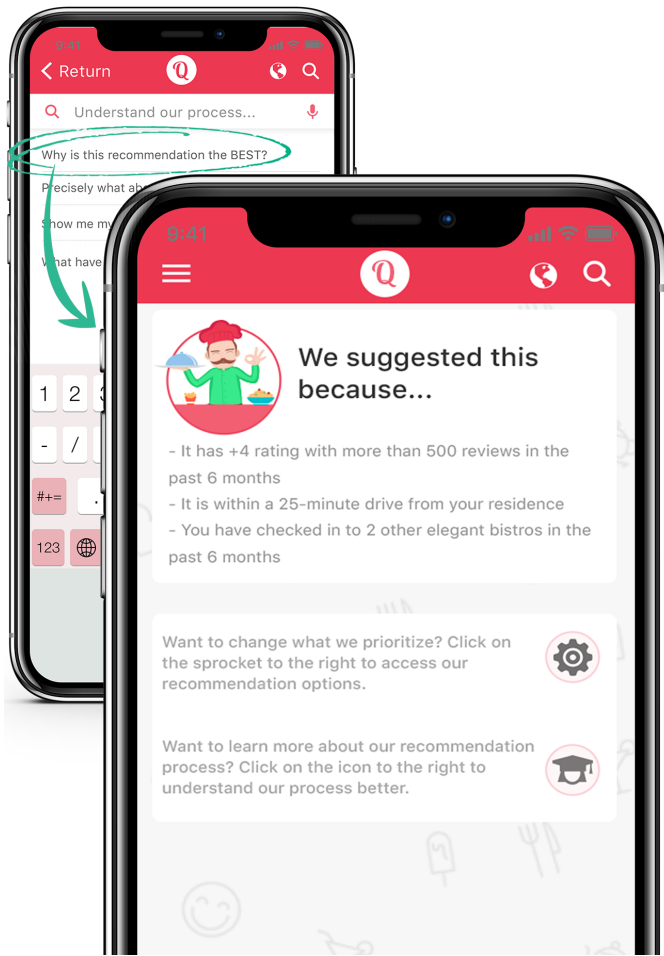 9:41
Return
Q
Understand our process...
Why is this recommendation the BEST?
Precisely what
Show me my
What have
1 2
- /
#+= .
123
9:41
Q
We suggested this
because...
- It has +4 rating with more than 500 reviews in the
past 6 months
- It is within a 25-minute drive from your residence
- You have checked in to 2 other elegant bistros in the
past 6 months
Want to change what we prioritize? Click on
the sprocket to the right to access our
recommendation options.
Want to learn more about our recommendation
process? Click on the icon to the right to
understand our process better.